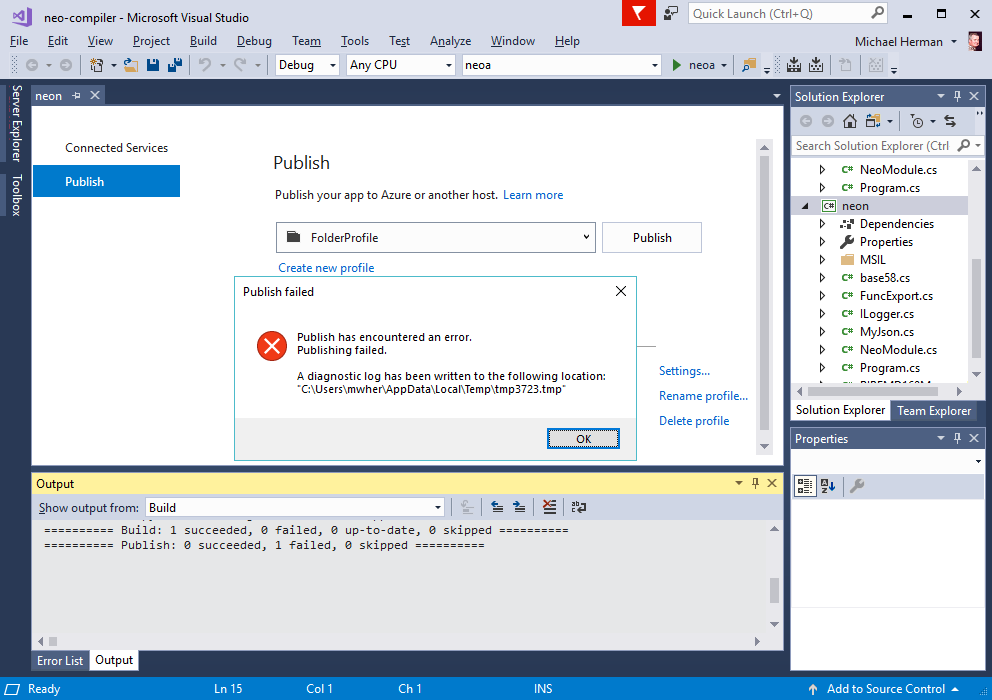 neo-compiler - Microsoft Visual Studio
Quick Launch (Ctrl+Q)
File Edit View Project Build Debug Team Tools Test Analyze Window Help
Michael Herman
Debug Any CPU neoa neoa
Server Explorer
Toolbox
neon
Connected Services
Publish
Publish
Publish your app to Azure or another host. Learn more
FolderProfile
Publish
Create new profile
Settings...
Rename profile...
Delete profile
Publish failed
Publish has encountered an error.
Publishing failed.
A diagnostic log has been written to the following location:
"C:\Users\mwher\AppData\Local\Temp\tmp3723.tmp"
OK
Output
Show output from: Build
========== Build: 1 succeeded, 0 failed, 0 up-to-date, 0 skipped ==========
========== Publish: 0 succeeded, 1 failed, 0 skipped ==========
Error List Output
Solution Explorer
Search Solution Explorer (Ctrl
C# NeoModule.cs
C# Program.cs
C# neon
Dependencies
Properties
MSIL
C# base58.cs
C# FuncExport.cs
C# ILogger.cs
C# MyJson.cs
C# NeoModule.cs
C# Program.cs
Solution Explorer Team Explorer
Properties
Ready Ln 15 Col 1 Ch 1 INS Add to Source Control